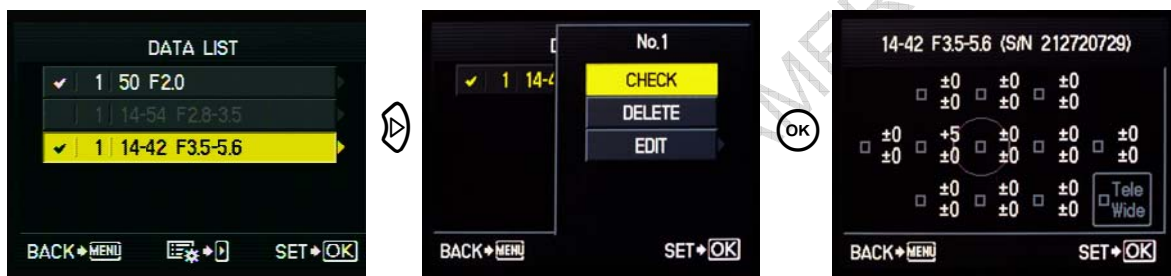 DATA LIST
1 50 F2.0
1 14-54 F2.8-3.5
1 14-42 F3.5-5.6
BACK MENU
SET OK
No.1
1 14-4
CHECK
DELETE
EDIT
BACK MENU
SET OK
OK
14-42 F3.5-5.6 (S/N 212720729)
±0 ±0 ±0
±0 ±0 ±0
±0 +5 ±0 ±0 ±0
±0 ±0 ±0 ±0 ±0
±0 ±0 ±0 Tele
±0 ±0 ±0 Wide
BACK MENU
SET OK